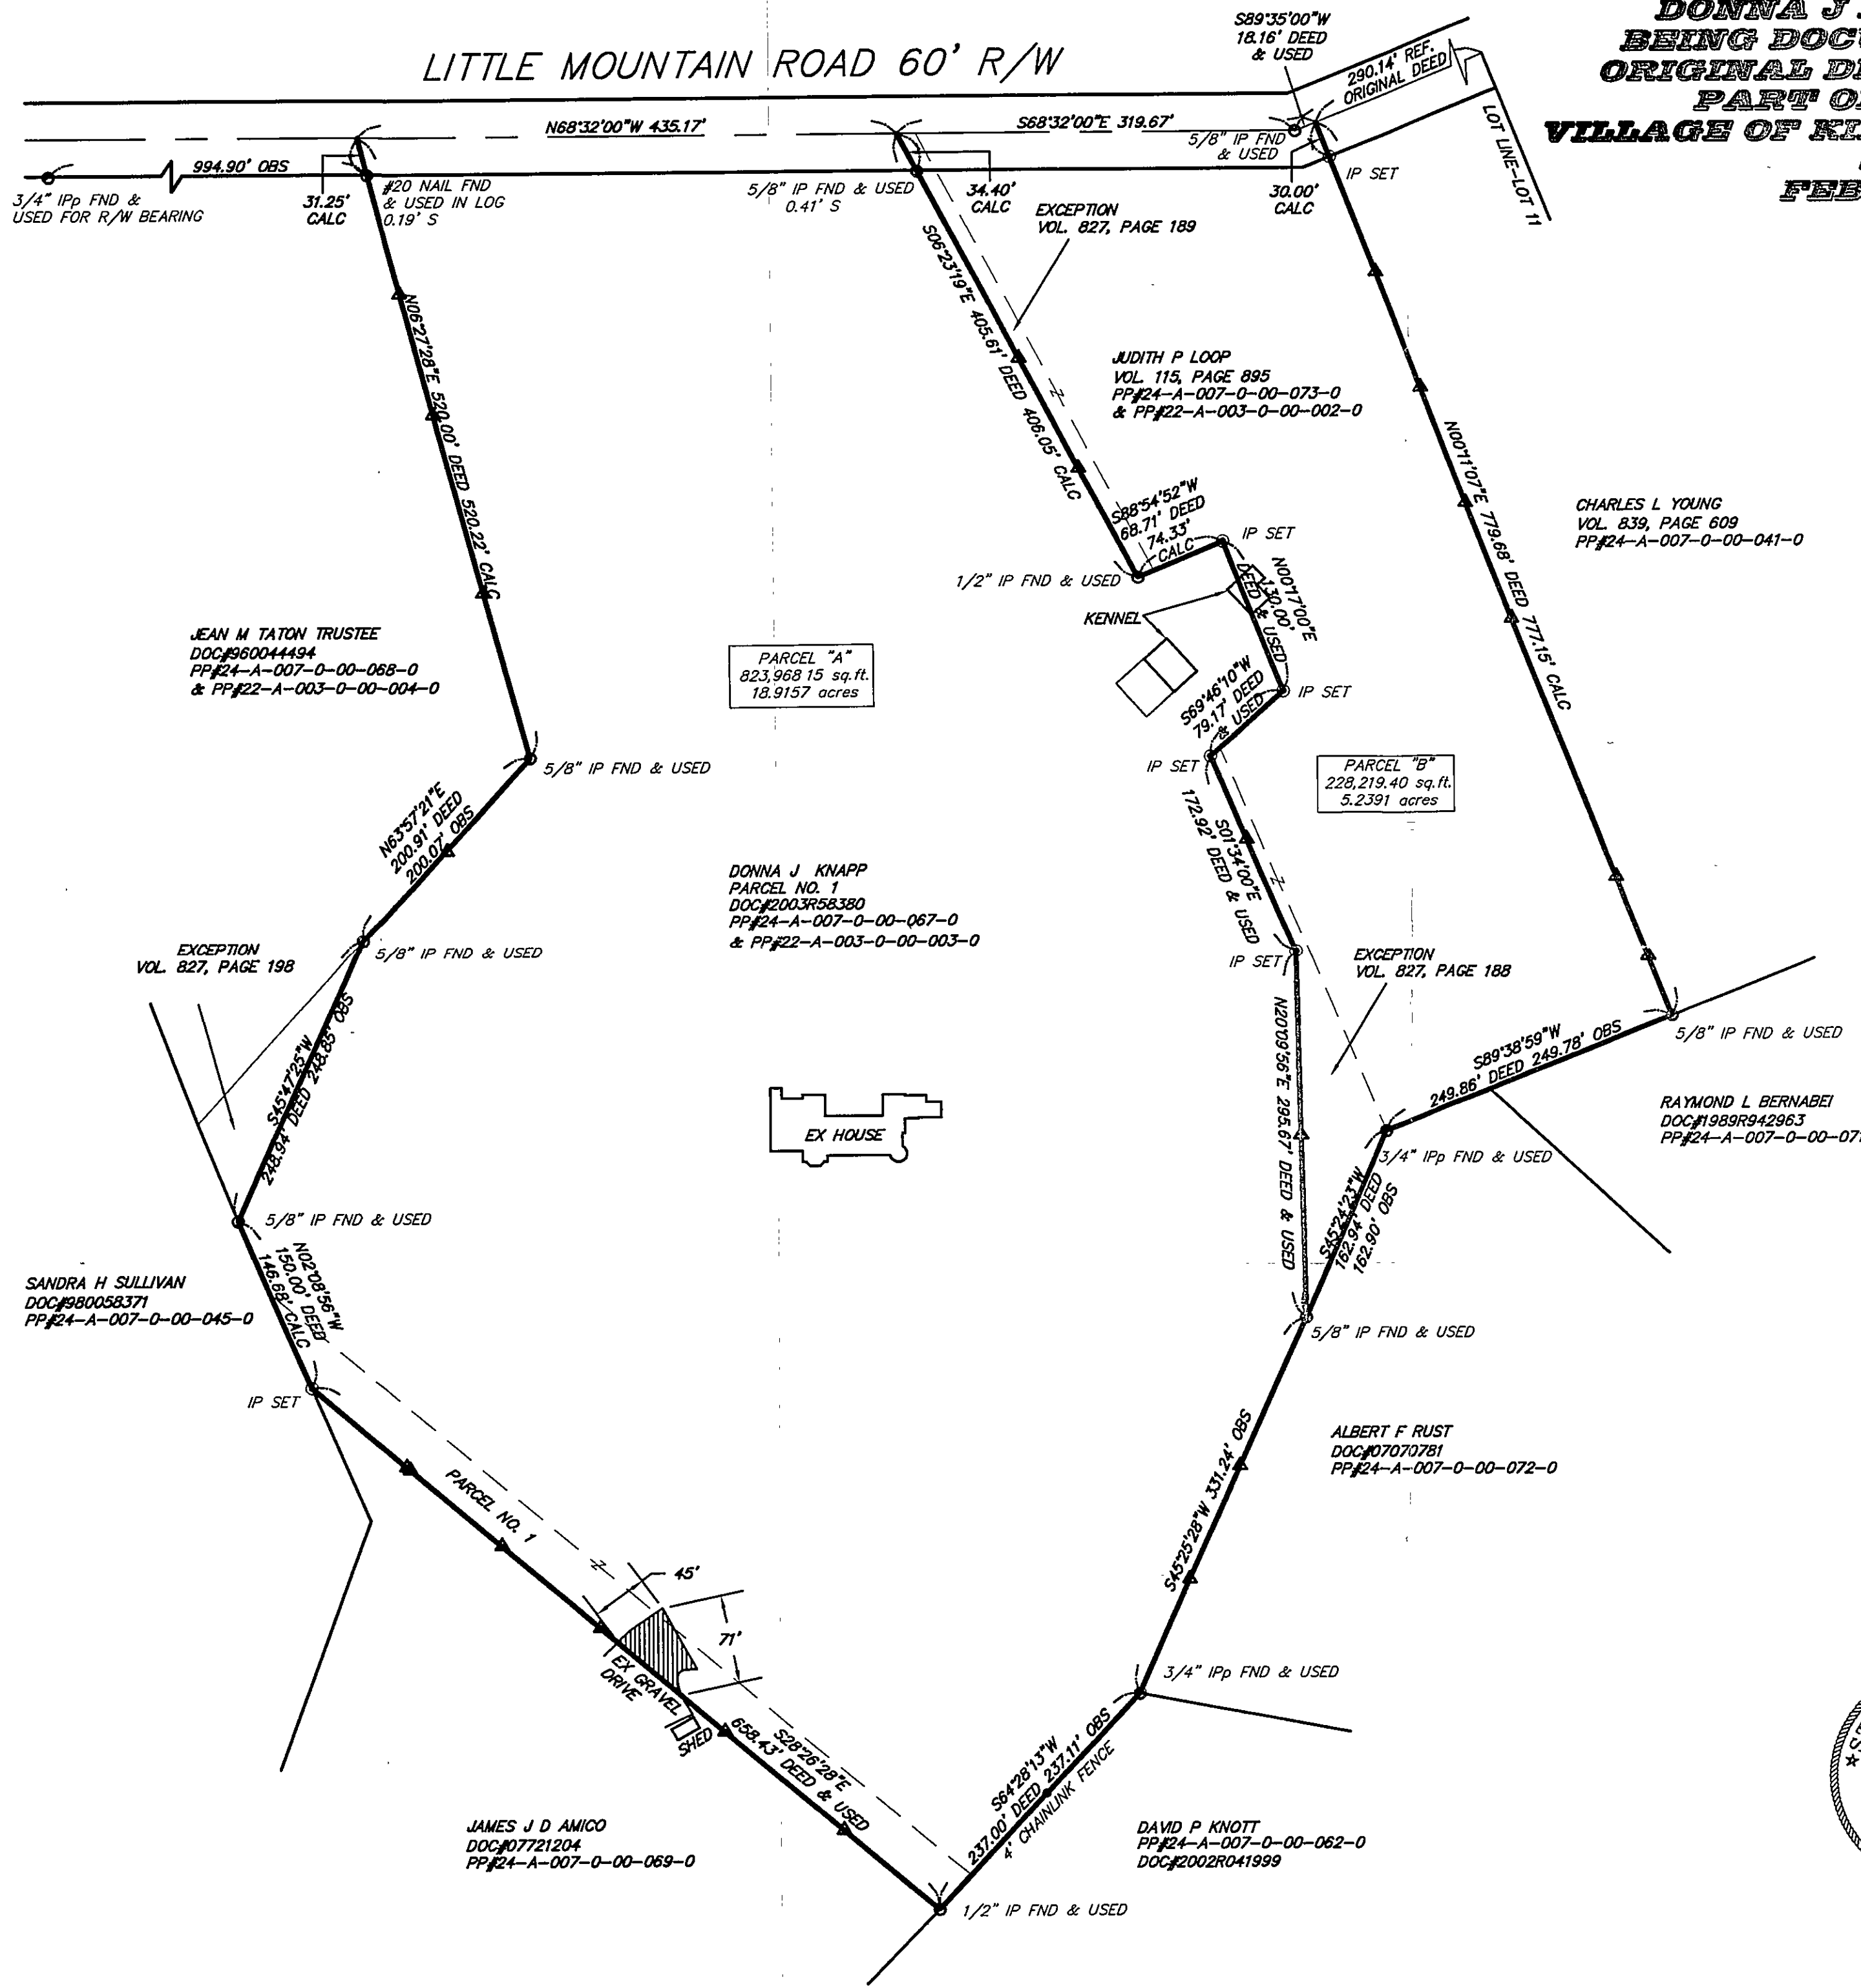 DONNA J
BEING DOCU
ORIGINAL D
PART O
VILLAGE OF KI
FEB
LITTLE MOUNTAIN ROAD 60' R/W
S89°35'00"W
18.16' DEED
& USED
290.14' REF.
ORIGINAL DEED
LOT LINE-LOT 11
N68°32'00"W 435.17'
S68°32'00"E 319.67'
5/8" IP FND
& USED
IP SET
994.90' OBS
3/4" IPp FND &
USED FOR R/W BEARING
31.25'
CALC
#20 NAIL FND
& USED IN LOG
0.19' S
5/8" IP FND & USED
0.41' S
34.40'
CALC
30.00'
CALC
EXCEPTION
VOL. 827, PAGE 189
N06°27'28"E 520.00' DEED 520.22' CALC
S06°23'19"E 405.61' DEED 406.05' CALC
JUDITH P LOOP
VOL. 115, PAGE 895
PP#24-A-007-0-00-073-0
& PP#22-A-003-0-00-002-0
N00°11'07"E 779.68' DEED 777.15' CALC
CHARLES L YOUNG
VOL. 839, PAGE 609
PP#24-A-007-0-00-041-0
S88°54'52"W
68.71' DEED
74.33'
CALC
IP SET
1/2" IP FND & USED
N00°17'00"E
130.00'
DEED & USED
KENNEL
JEAN M TATON TRUSTEE
DOC#960044494
PP#24-A-007-0-00-068-0
& PP#22-A-003-0-00-004-0
PARCEL "A"
823,968 15 sq.ft.
18.9157 acres
S69°46'10"W
79.17' DEED
& USED
IP SET
5/8" IP FND & USED
IP SET
PARCEL "B"
228,219.40 sq.ft.
5.2391 acres
N63°57'21"E
200.91' DEED
200.07' OBS
S01°34'00"E
172.92' DEED & USED
DONNA J KNAPP
PARCEL NO. 1
DOC#2003R58380
PP#24-A-007-0-00-067-0
& PP#22-A-003-0-00-003-0
EXCEPTION
VOL. 827, PAGE 198
5/8" IP FND & USED
IP SET
EXCEPTION
VOL. 827, PAGE 188
S45°47'25"W
248.94' DEED 248.85' OBS
N20°09'56"E 295.67' DEED & USED
S89°38'59"W
249.86' DEED 249.78' OBS
5/8" IP FND & USED
RAYMOND L BERNABEI
DOC#1989R942963
PP#24-A-007-0-00-071
EX HOUSE
3/4" IPp FND & USED
S45°24'23"W
162.94' DEED
162.90' OBS
5/8" IP FND & USED
N02°08'56"W
150.00' DEED
146.68' CALC
SANDRA H SULLIVAN
DOC#980058371
PP#24-A-007-0-00-045-0
5/8" IP FND & USED
IP SET
ALBERT F RUST
DOC#07070781
PP#24-A-007-0-00-072-0
S45°25'28"W 331.24' OBS
PARCEL NO. 1
45'
71'
EX GRAVEL
DRIVE
SHED
3/4" IPp FND & USED
S28°26'28"E
658.43' DEED & USED
S64°28'13"W
237.00' DEED 237.11' OBS
4' CHAINLINK FENCE
JAMES J D AMICO
DOC#07721204
PP#24-A-007-0-00-069-0
DAVID P KNOTT
PP#24-A-007-0-00-062-0
DOC#2002R041999
1/2" IP FND & USED